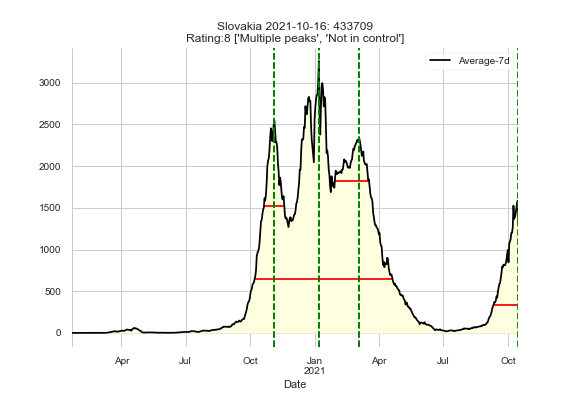 Slovakia 2021-10-16: 433709
Rating:8 ['Multiple peaks', 'Not in control']
Average-7d
3000
2500
2000
1500
1000
500
0
Apr Jul Oct Jan Apr Jul Oct
2021
Date